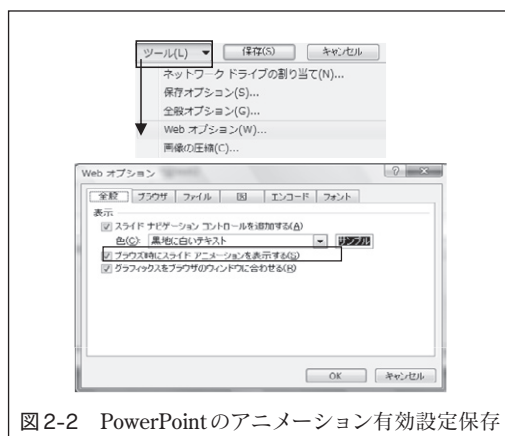 ツール(L) 保存(S) キャンセル
ネットワーク ドライブの割り当て(N)...
保存オプション(S)...
全般オプション(G)...
Web オプション(W)...
画像の圧縮(C)...
Web オプション
全般 ブラウザ ファイル 図 エンコード フォント
表示
スライド ナビゲーション コントロールを追加する(A)
色(C): 黒地に白いテキスト サンプル
ブラウズ時にスライド アニメーションを表示する(S)
グラフィックスをブラウザのウィンドウに合わせる(R)
OK キャンセル
図2-2 PowerPointのアニメーション有効設定保存